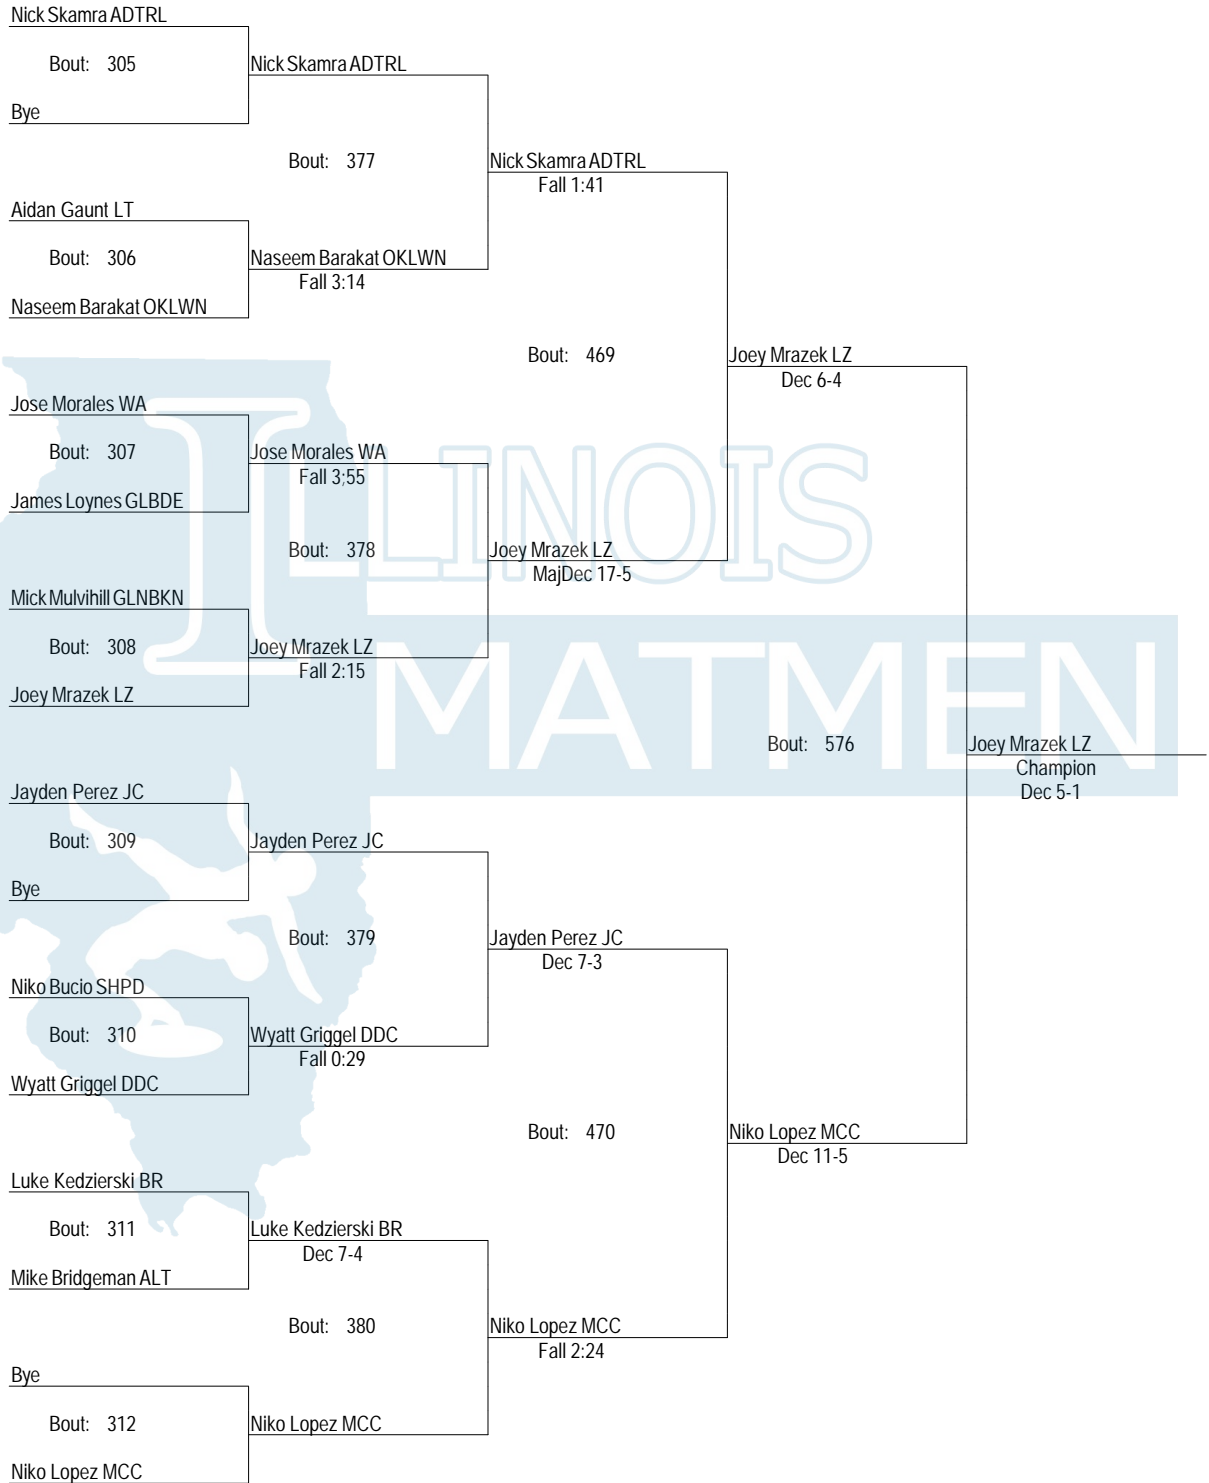 Nick Skamra ADTRL
Bout: 305
Nick Skamra ADTRL
Bye
Bout: 377
Nick Skamra ADTRL
Fall 1:41
Aidan Gaunt LT
Bout: 306
Naseem Barakat OKLWN
Fall 3:14
Naseem Barakat OKLWN
Bout: 469
Joey Mrazek LZ
Dec 6-4
Jose Morales WA
Bout: 307
Jose Morales WA
Fall 3;55
James Loynes GLBDE
Bout: 378
Joey Mrazek LZ
MajDec 17-5
Mick Mulvihill GLNBKN
Bout: 308
Joey Mrazek LZ
Fall 2:15
Joey Mrazek LZ
ILLINOIS
MATMEN
Bout: 576
Joey Mrazek LZ
Champion
Dec 5-1
Jayden Perez JC
Bout: 309
Jayden Perez JC
Bye
Bout: 379
Jayden Perez JC
Dec 7-3
Niko Bucio SHPD
Bout: 310
Wyatt Griggel DDC
Fall 0:29
Wyatt Griggel DDC
Bout: 470
Niko Lopez MCC
Dec 11-5
Luke Kedzierski BR
Bout: 311
Luke Kedzierski BR
Dec 7-4
Mike Bridgeman ALT
Bout: 380
Niko Lopez MCC
Fall 2:24
Bye
Bout: 312
Niko Lopez MCC
Niko Lopez MCC